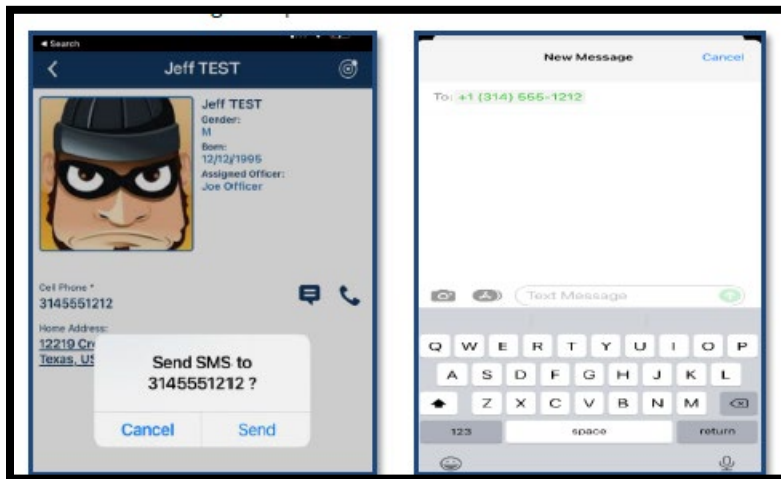 Search
Jeff TEST
Jeff TEST
Gender:
M
Born:
12/12/1995
Assigned Officer:
Joe Officer
Cell Phone *
3145551212
Home Address:
12219 Cr
Texas, US
Send SMS to
3145551212 ?
Cancel Send
New Message Cancel
To: +1 (314) 555-1212
Text Message
Q W E R T Y U I O P
A S D F G H J K L
Z X C V B N M
123 space return